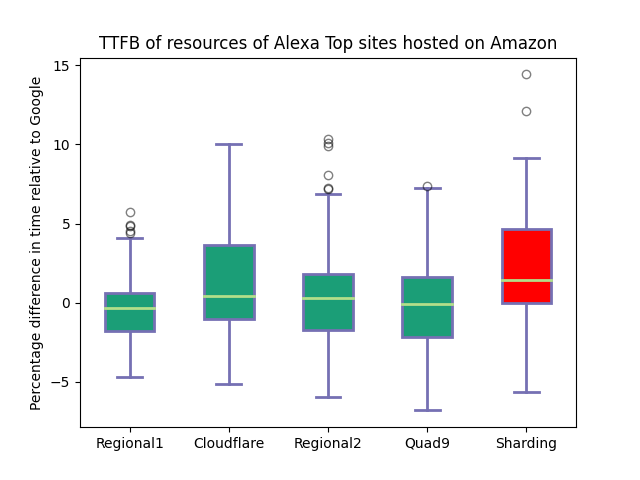 TTFB of resources of Alexa Top sites hosted on Amazon
Percentage difference in time relative to Google
15
10
5
0
−5
Regional1 Cloudflare Regional2 Quad9 Sharding